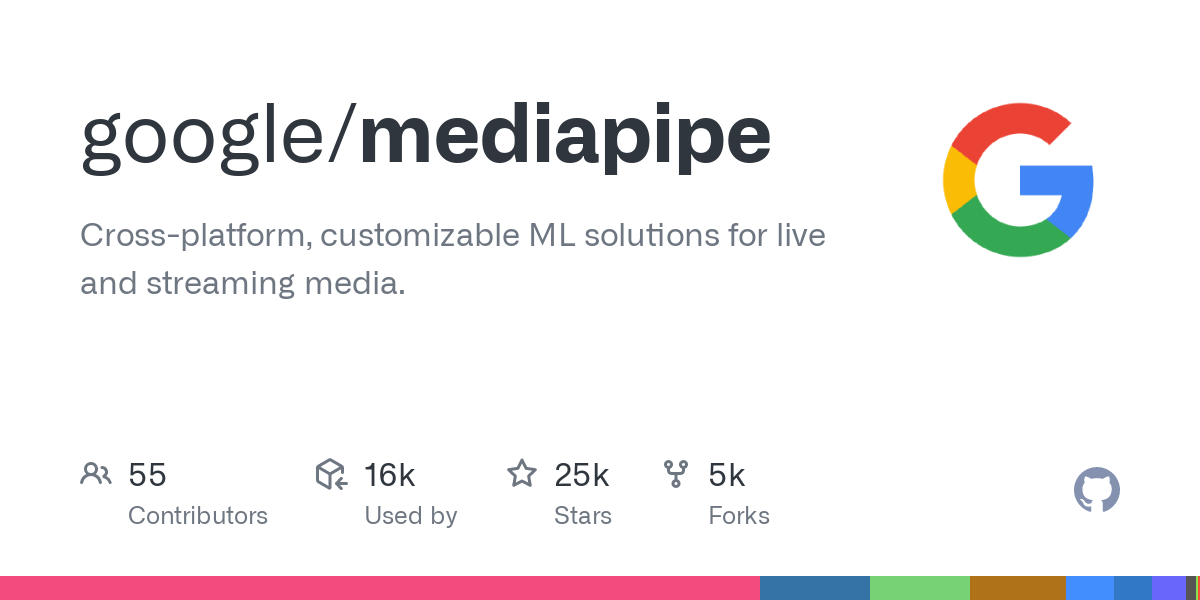 google/mediapipe
Cross-platform, customizable ML solutions for live
and streaming media.
55
Contributors
16k
Used by
25k
Stars
5k
Forks